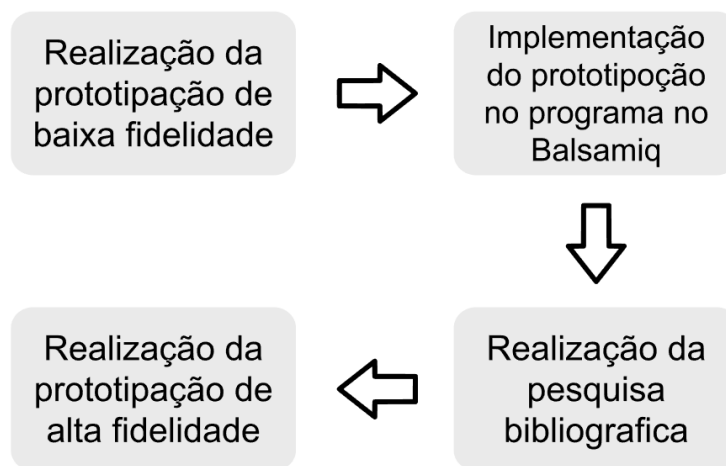 Realização da
prototipação de
baixa fidelidade
Implementação
do prototipoção
no programa no
Balsamiq
Realização da
pesquisa
bibliografica
Realização da
prototipação de
alta fidelidade